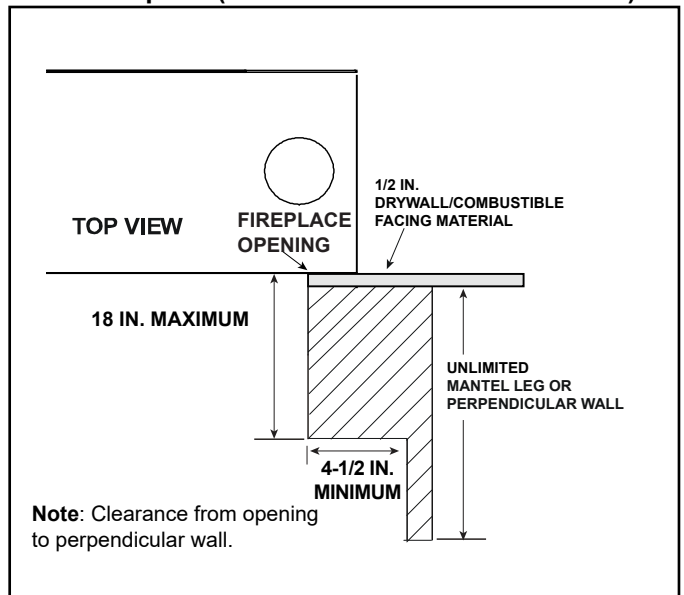 1/2 IN.
DRYWALL/COMBUSTIBLE
FACING MATERIAL
TOP VIEW
FIREPLACE
OPENING
18 IN. MAXIMUM
UNLIMITED
MANTEL LEG OR
PERPENDICULAR WALL
4-1/2 IN.
MINIMUM
Note: Clearance from opening
to perpendicular wall.